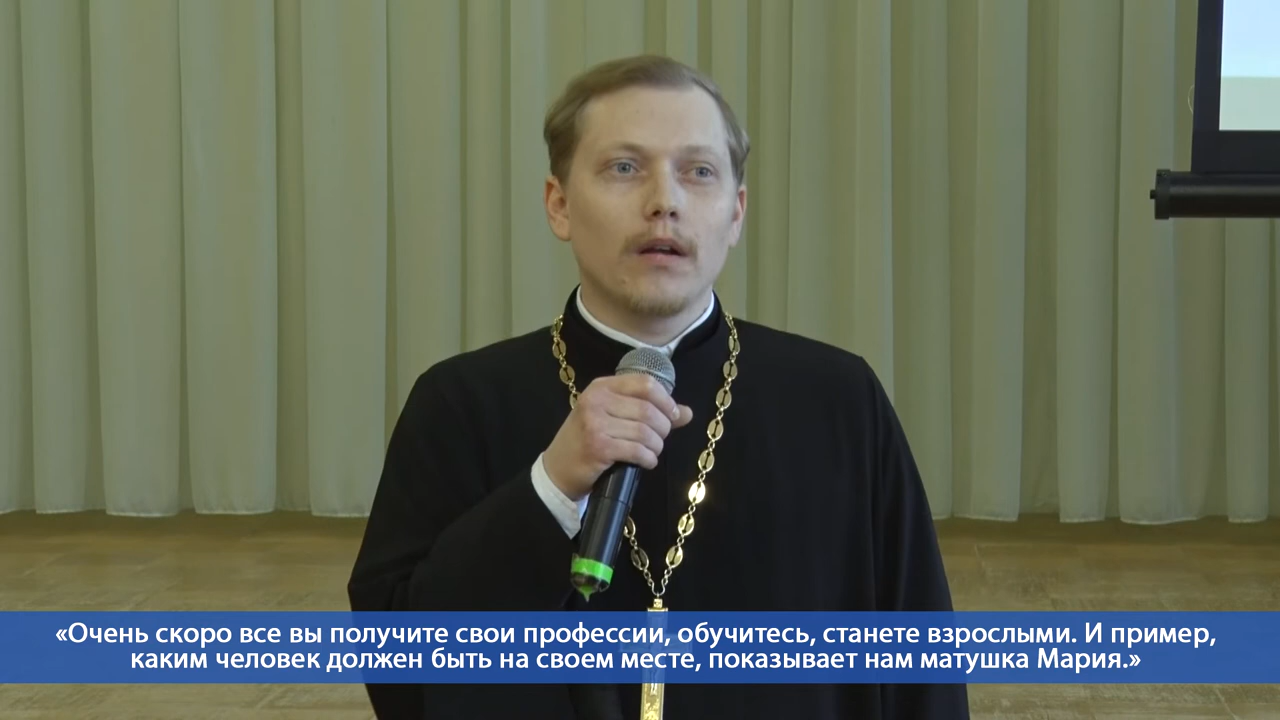 «Очень скоро все вы получите свои профессии, обучитесь, станете взрослыми. И пример,
каким человек должен быть на своем месте, показывает нам матушка Мария.»